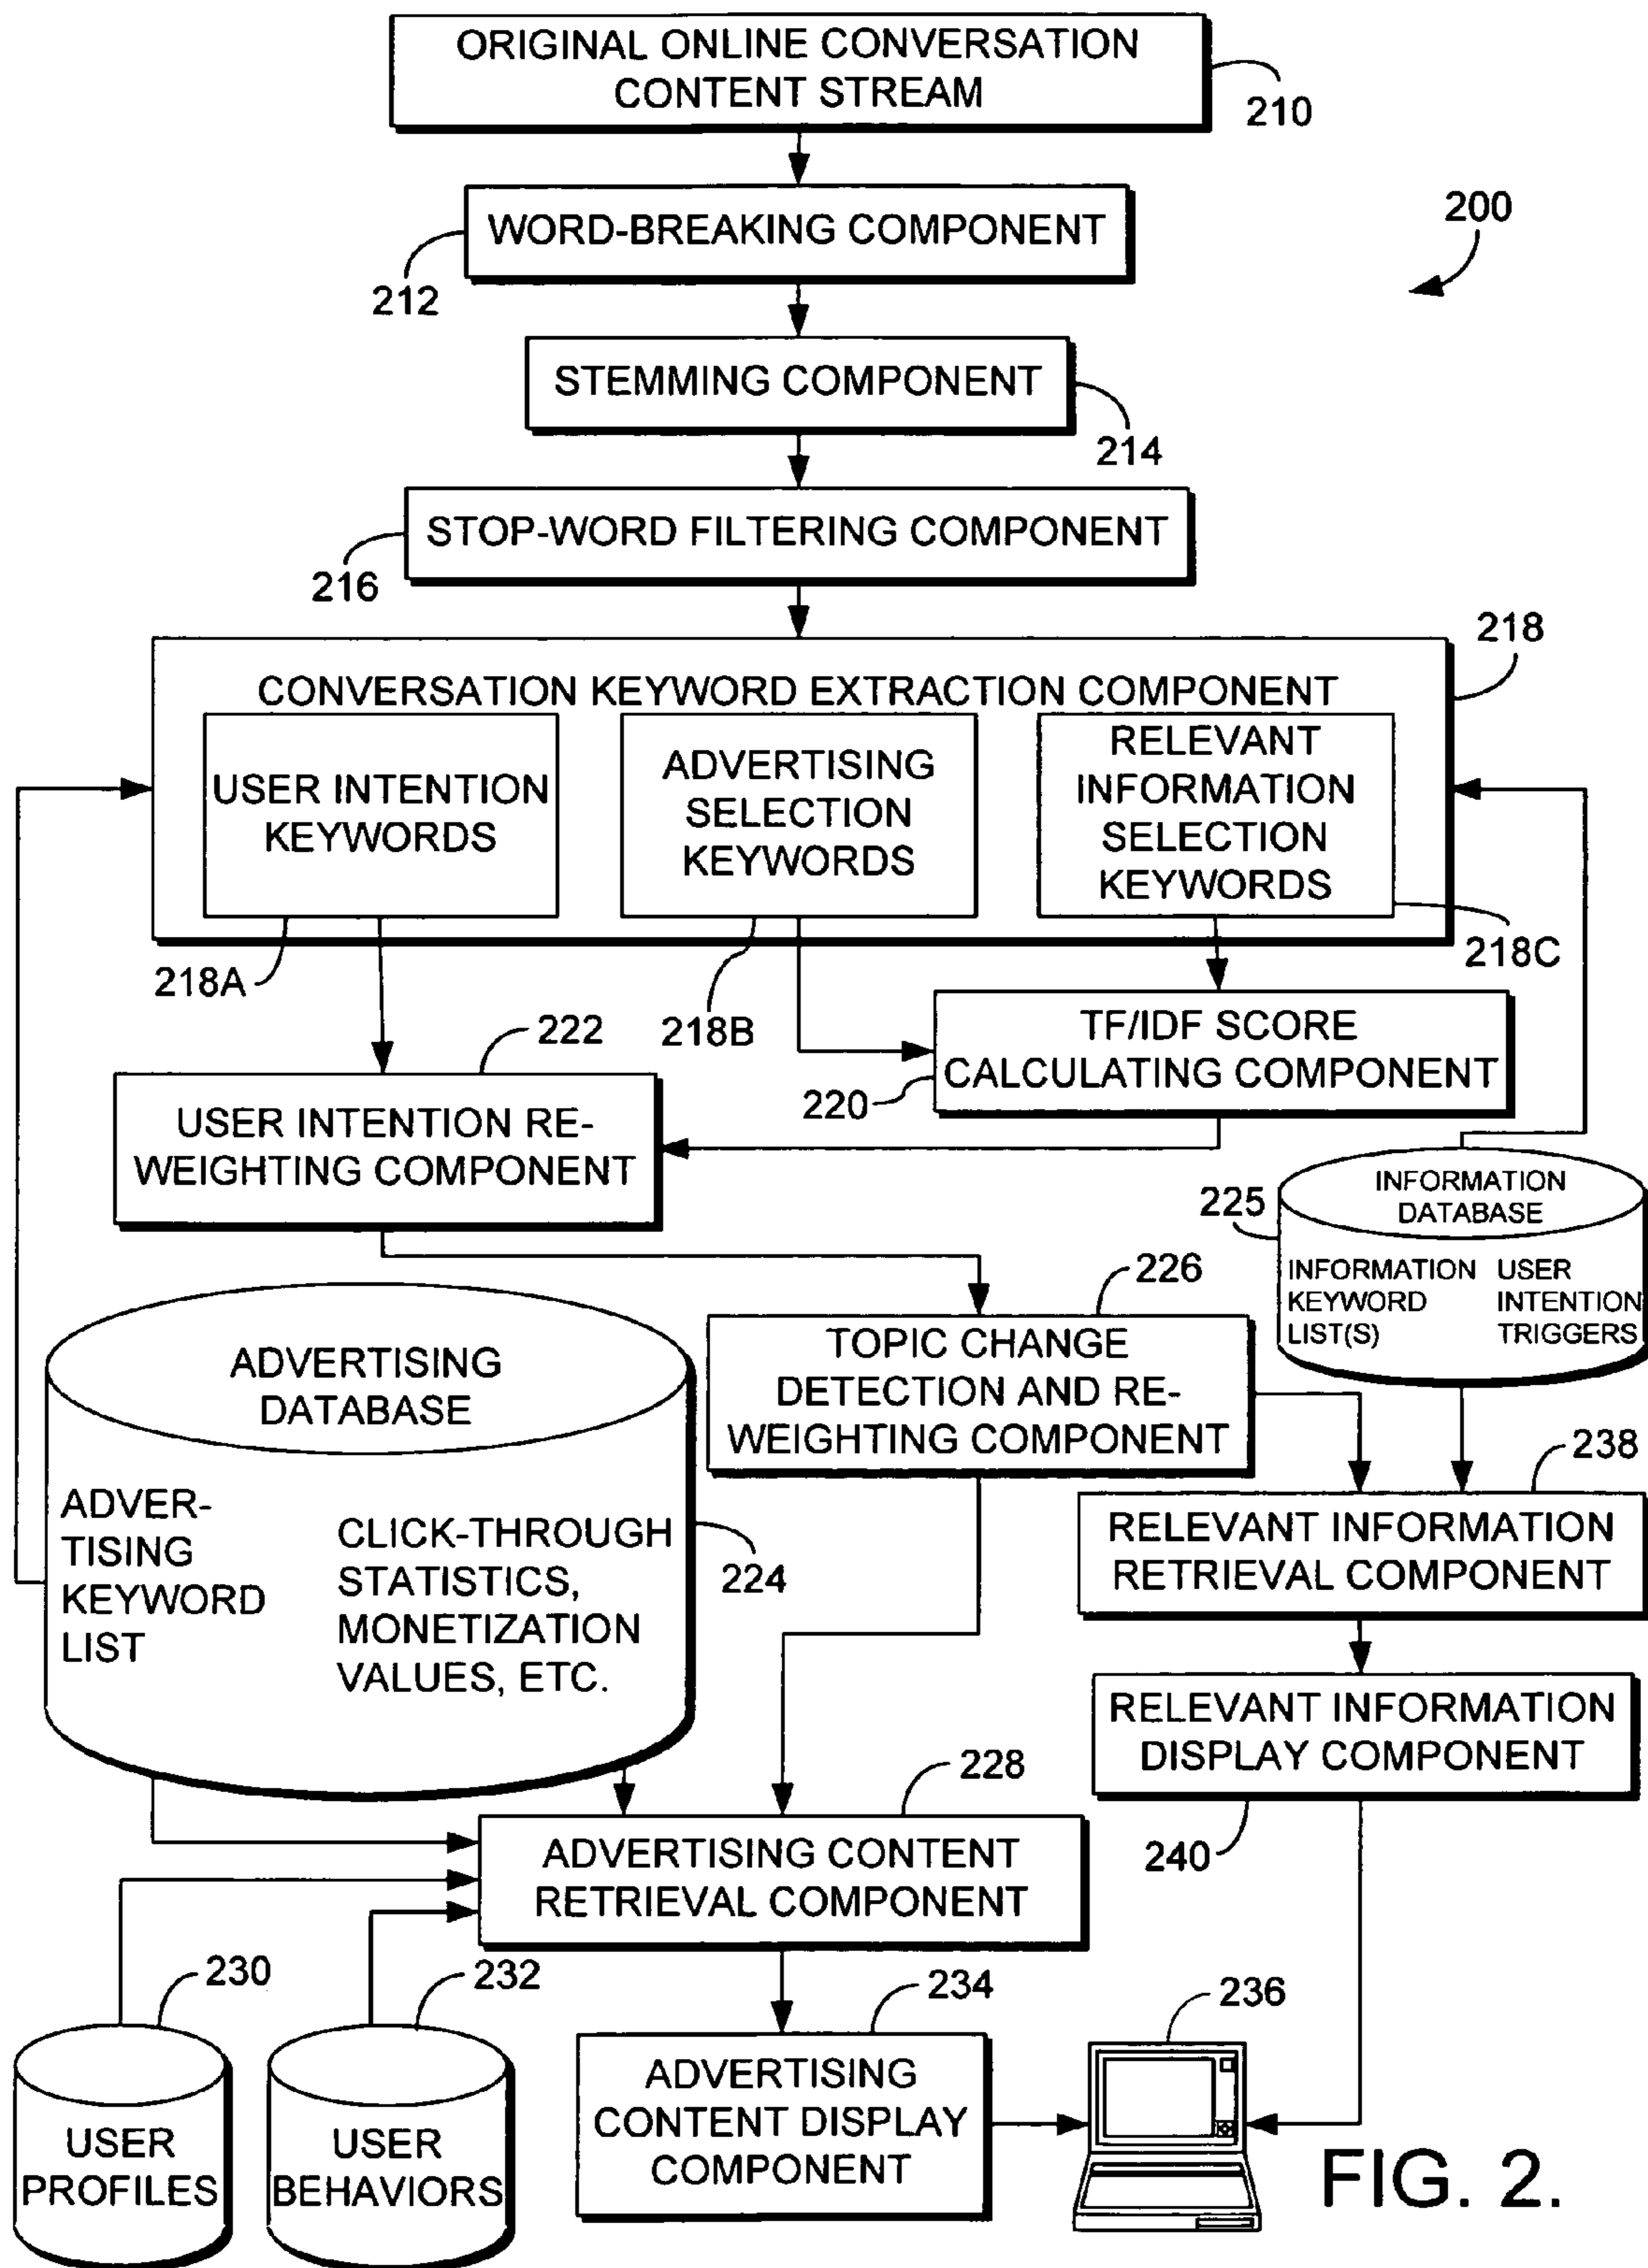 ORIGINAL ONLINE CONVERSATION
CONTENT STREAM
210
WORD-BREAKING COMPONENT
212
200
STEMMING COMPONENT
214
STOP-WORD FILTERING COMPONENT
216
218
CONVERSATION KEYWORD EXTRACTION COMPONENT
USER INTENTION
KEYWORDS
ADVERTISING
SELECTION
KEYWORDS
RELEVANT
INFORMATION
SELECTION
KEYWORDS
218A
218B
218C
222
TF/IDF SCORE
CALCULATING COMPONENT
220
USER INTENTION RE-
WEIGHTING COMPONENT
225
INFORMATION
DATABASE
INFORMATION
KEYWORD
LIST(S)
USER
INTENTION
TRIGGERS
226
TOPIC CHANGE
DETECTION AND RE-
WEIGHTING COMPONENT
ADVERTISING
DATABASE
ADVER-
TISING
KEYWORD
LIST
CLICK-THROUGH
STATISTICS,
MONETIZATION
VALUES, ETC.
224
238
RELEVANT INFORMATION
RETRIEVAL COMPONENT
RELEVANT INFORMATION
DISPLAY COMPONENT
240
228
ADVERTISING CONTENT
RETRIEVAL COMPONENT
230
USER
PROFILES
232
USER
BEHAVIORS
234
ADVERTISING
CONTENT DISPLAY
COMPONENT
236
FIG. 2.